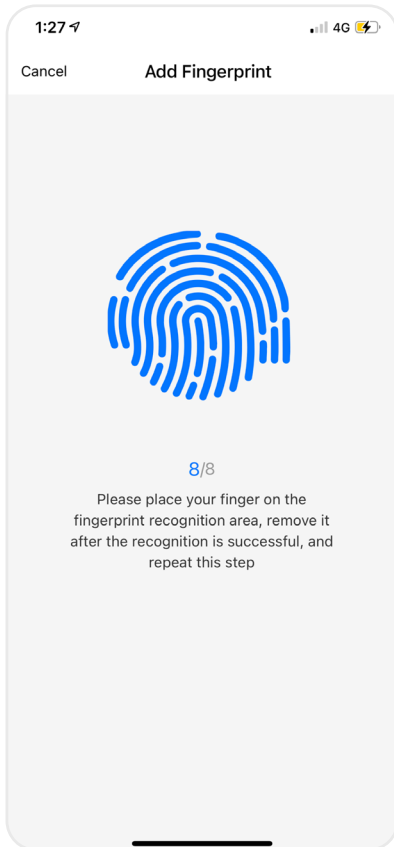 1:27 4G
Cancel Add Fingerprint
8/8
Please place your finger on the
fingerprint recognition area, remove it
after the recognition is successful, and
repeat this step